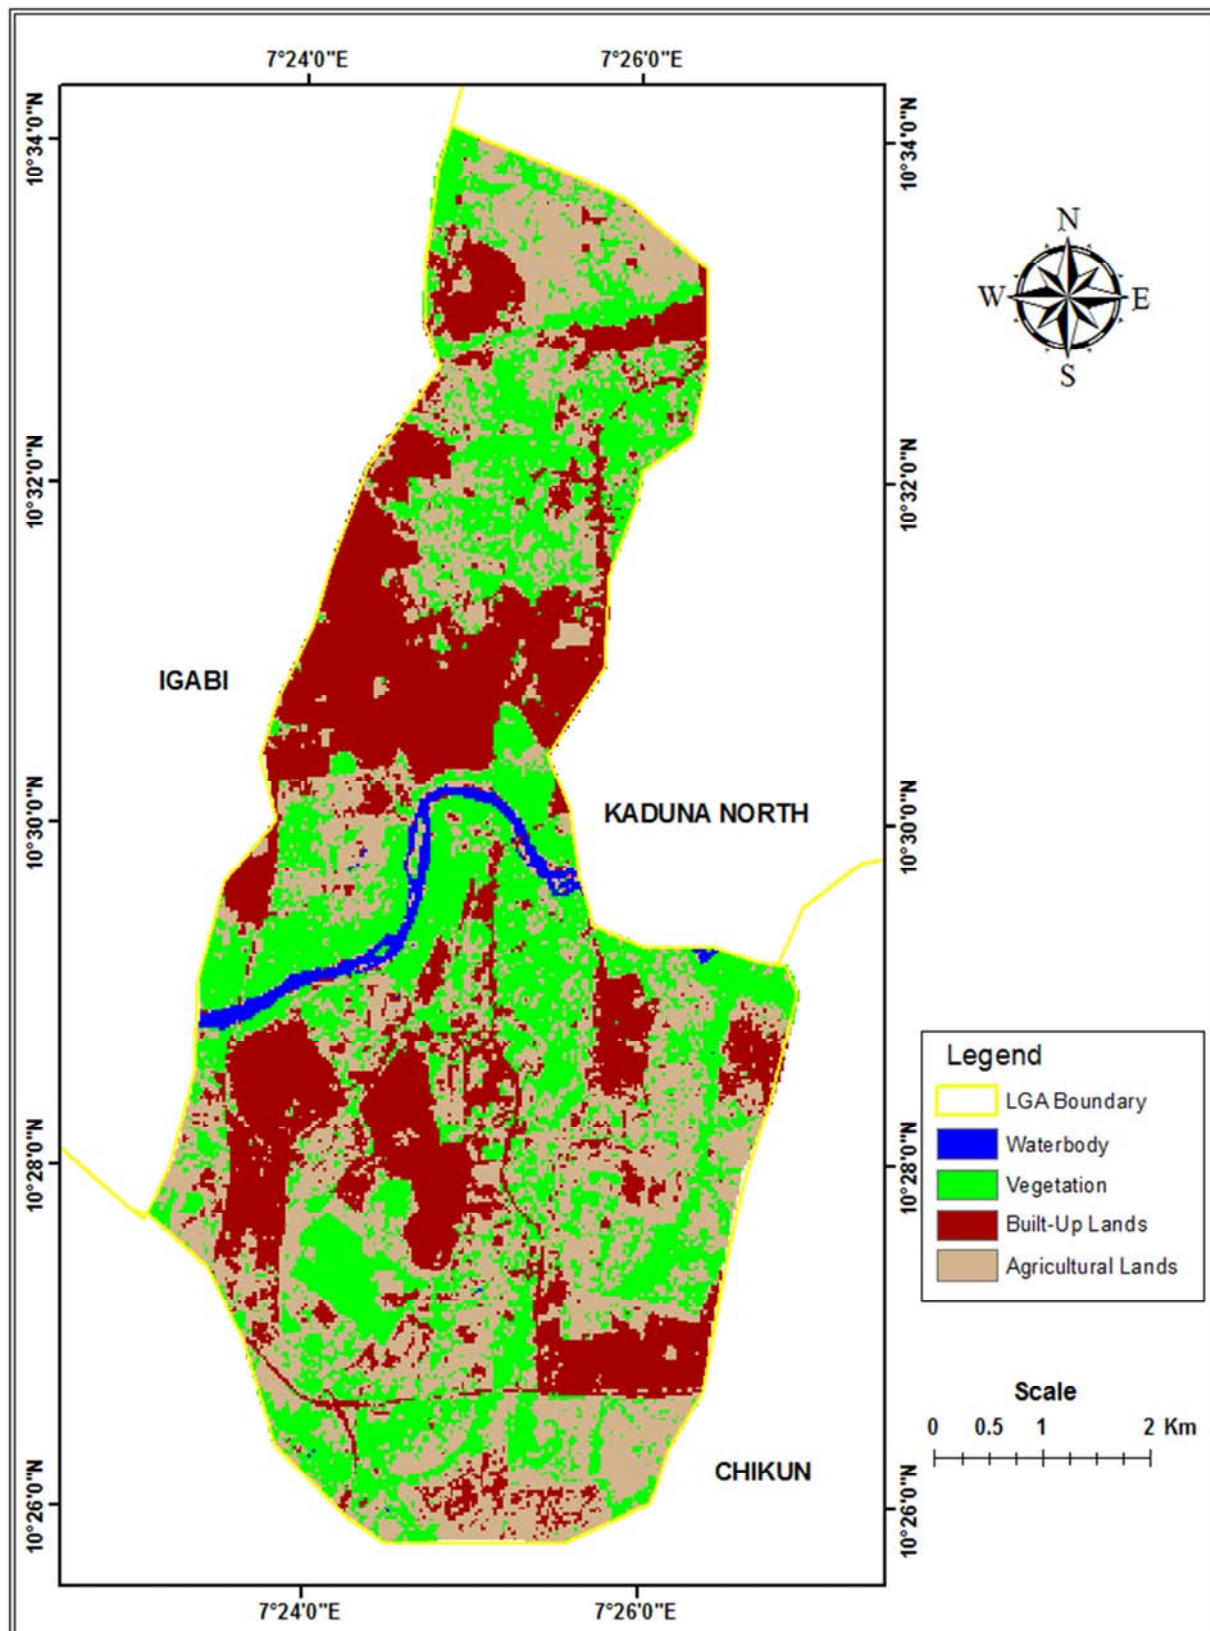 7°24'0"E 7°26'0"E
10°34'0"N 10°34'0"N
N
W E
S
10°32'0"N 10°32'0"N
IGABI
KADUNA NORTH
10°30'0"N 10°30'0"N
Legend
LGA Boundary
Waterbody
Vegetation
Built-Up Lands
Agricultural Lands
10°28'0"N 10°28'0"N
Scale
0 0.5 1 2 Km
CHIKUN
10°26'0"N 10°26'0"N
7°24'0"E 7°26'0"E